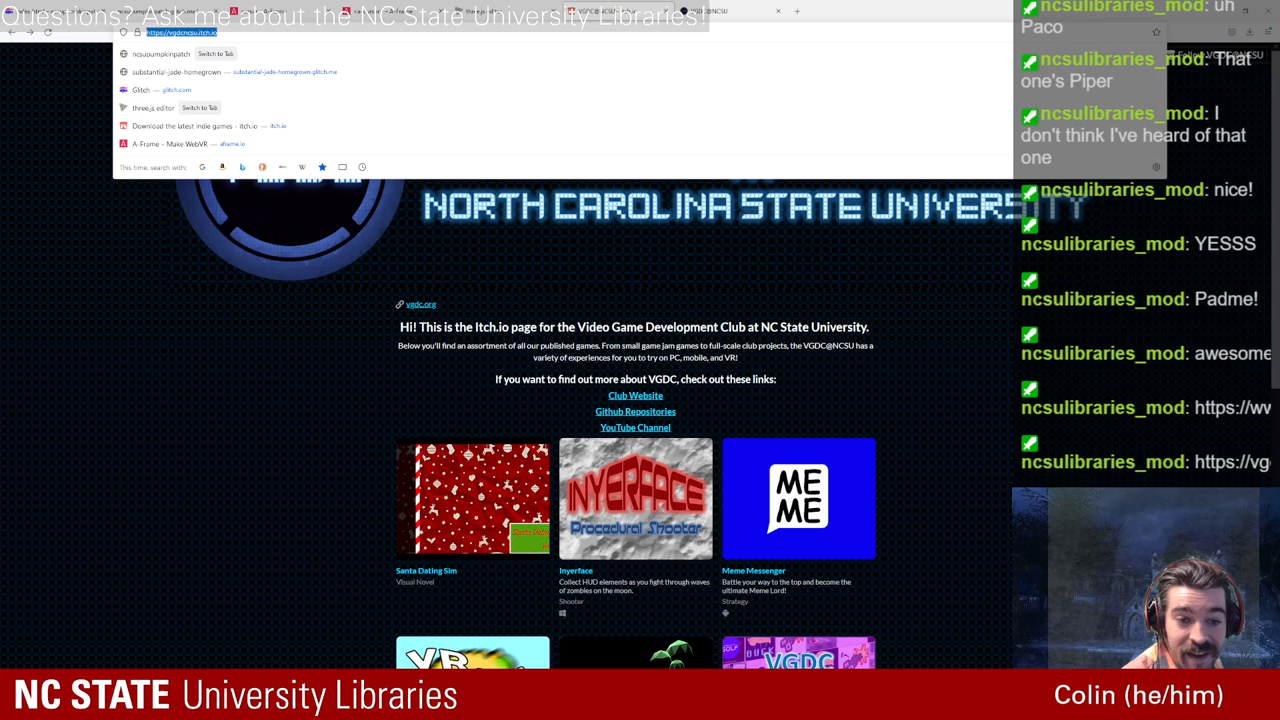 Questions? Ask me about the NC State University Libraries!
VGDC@NCSU
https://vgdcncsu.itch.io
ncsupumpkinpatch Switch to Tab
substantial-jade-homegrown – substantial-jade-homegrown.glitch.me
Glitch — glitch.com
three.js editor Switch to Tab
Download the latest indie games - itch.io — itch.io
A-Frame – Make WebVR — aframe.io
This time, search with:
NORTH CAROLINA STATE UNIVERSITY
vgdc.org
Hi! This is the Itch.io page for the Video Game Development Club at NC State University.
Below you'll find an assortment of all our published games. From small game jam games to full-scale club projects, the VGDC@NCSU has a
variety of experiences for you to try on PC, mobile, and VR!
If you want to find out more about VGDC, check out these links:
Club Website
Github Repositories
YouTube Channel
INYERFACE
Procedural Shooter
ME
ME
Santa Dating Sim
Visual Novel
Inyerface
Collect HUD elements as you fight through waves
of zombies on the moon.
Shooter
Meme Messenger
Battle your way to the top and become the
ultimate Meme Lord!
Strategy
VR
GOLF
DUCK
VGDC
ncsulibraries_mod: uh
Paco
ncsulibraries_mod: That
one's Piper
ncsulibraries_mod: I
don't think I've heard of that
one
ncsulibraries_mod: nice!
ncsulibraries_mod: YESSS
ncsulibraries_mod: Padme!
ncsulibraries_mod: awesome
ncsulibraries_mod: https://ww
ncsulibraries_mod: https://vg
NC STATE University Libraries
Colin (he/him)